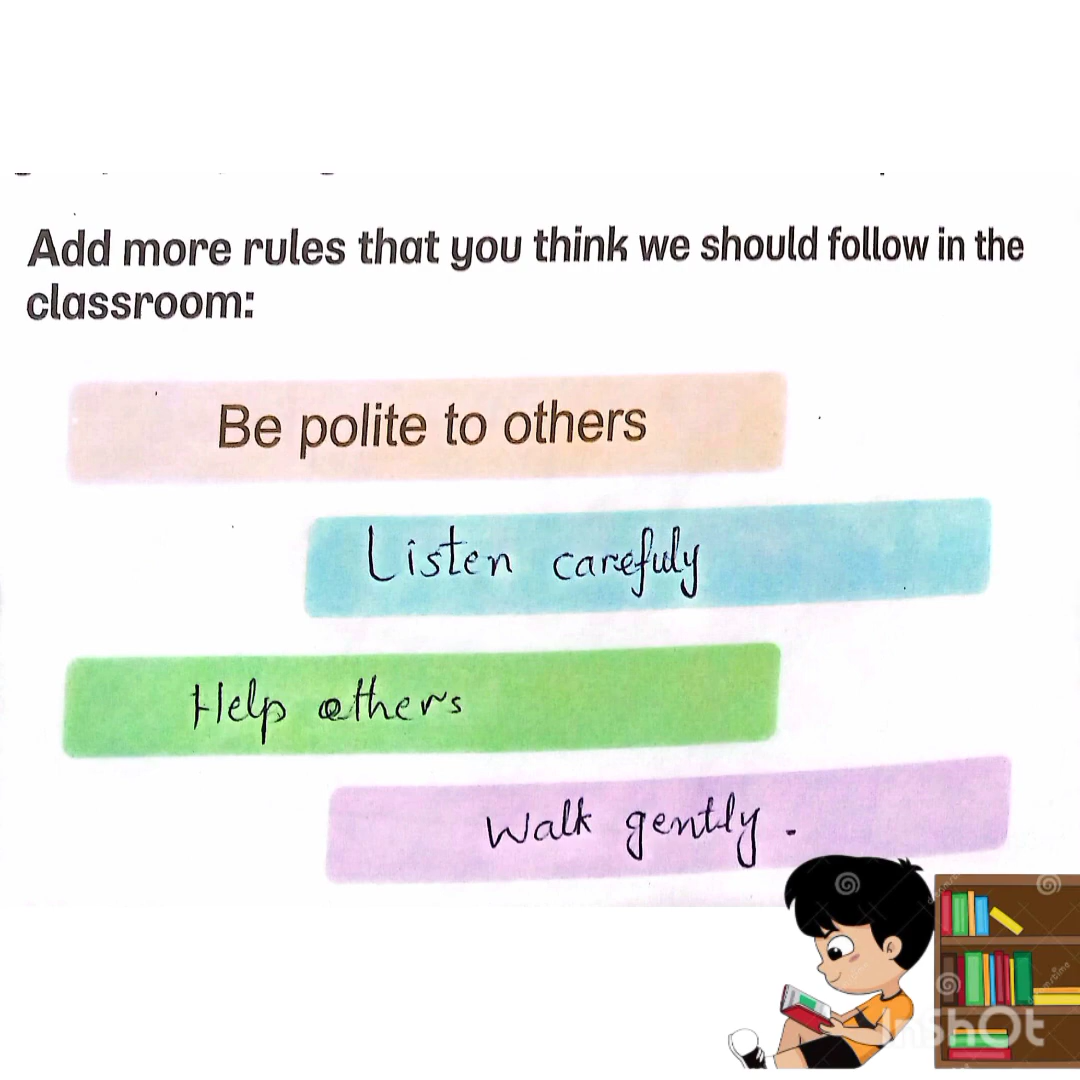 Add more rules that you think we should follow in the
classroom:
Be polite to others
Listen carefuly
Help others
Walk gently.
InShOt